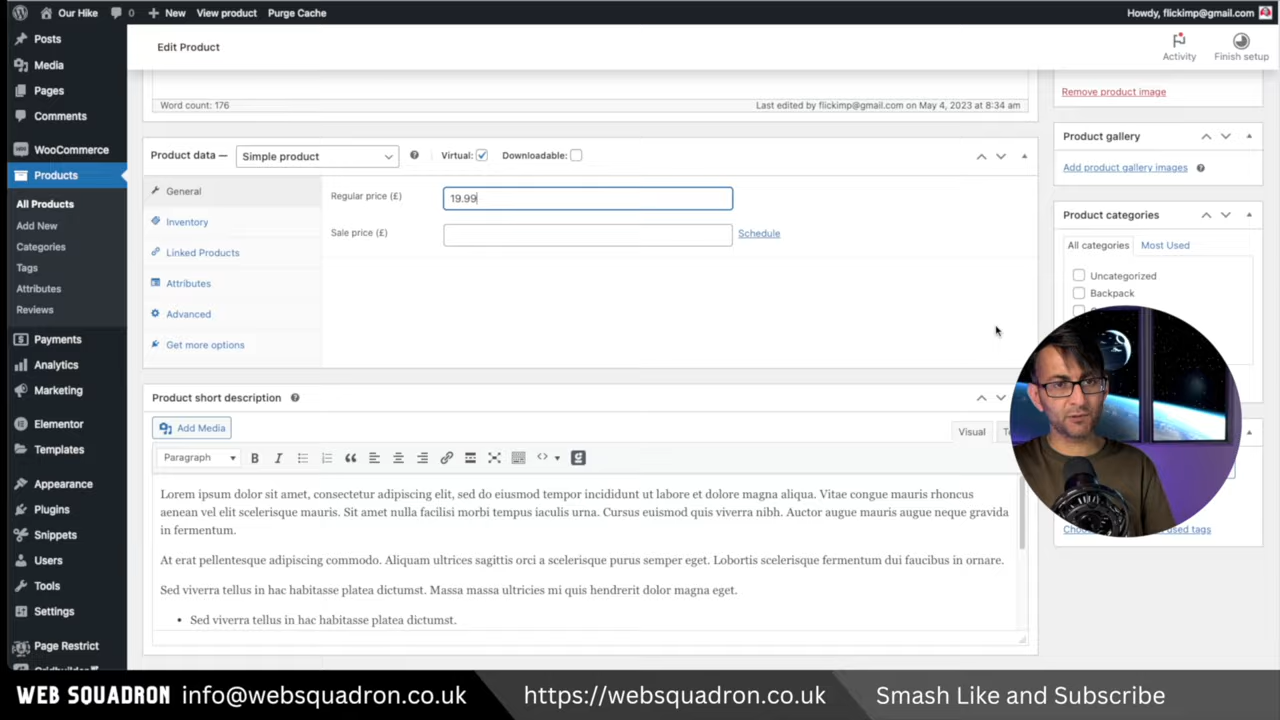 Our Hike
0
New
View product
Purge Cache
Howdy, flickimp@gmail.com
Posts
Media
Pages
Comments
WooCommerce
Products
All Products
Add New
Categories
Tags
Attributes
Reviews
Payments
Analytics
Marketing
Elementor
Templates
Appearance
Plugins
Snippets
Users
Tools
Settings
Page Restrict
Edit Product
Activity
Finish setup
Word count: 176
Last edited by flickimp@gmail.com on May 4, 2023 at 8:34 am
Product data —
Simple product
Virtual:
Downloadable:
General
Inventory
Linked Products
Attributes
Advanced
Get more options
Regular price (£)
19.99
Sale price (£)
Schedule
Product short description
Add Media
Visual
Paragraph
Lorem ipsum dolor sit amet, consectetur adipiscing elit, sed do eiusmod tempor incididunt ut labore et dolore magna aliqua. Vitae congue mauris rhoncus
aenean vel elit scelerisque mauris. Sit amet nulla facilisi morbi tempus iaculis urna. Cursus euismod quis viverra nibh. Auctor augue mauris augue neque gravida
in fermentum.
At erat pellentesque adipiscing commodo. Aliquam ultrices sagittis orci a scelerisque purus semper eget. Lobortis scelerisque fermentum dui faucibus in ornare.
Sed viverra tellus in hac habitasse platea dictumst. Massa massa ultricies mi quis hendrerit dolor magna eget.
• Sed viverra tellus in hac habitasse platea dictumst.
Remove product image
Product gallery
Add product gallery images
Product categories
All categories
Most Used
Uncategorized
Backpack
used tags
WEB SQUADRON info@websquadron.co.uk
https://websquadron.co.uk
Smash Like and Subscribe